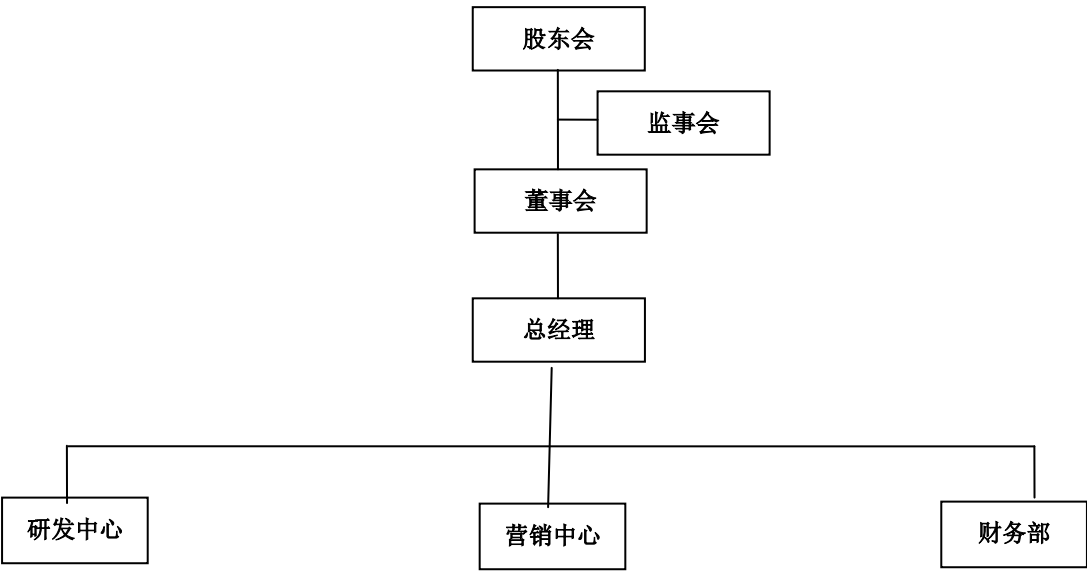 股东会
监事会
董事会
总经理
研发中心
营销中心
财务部